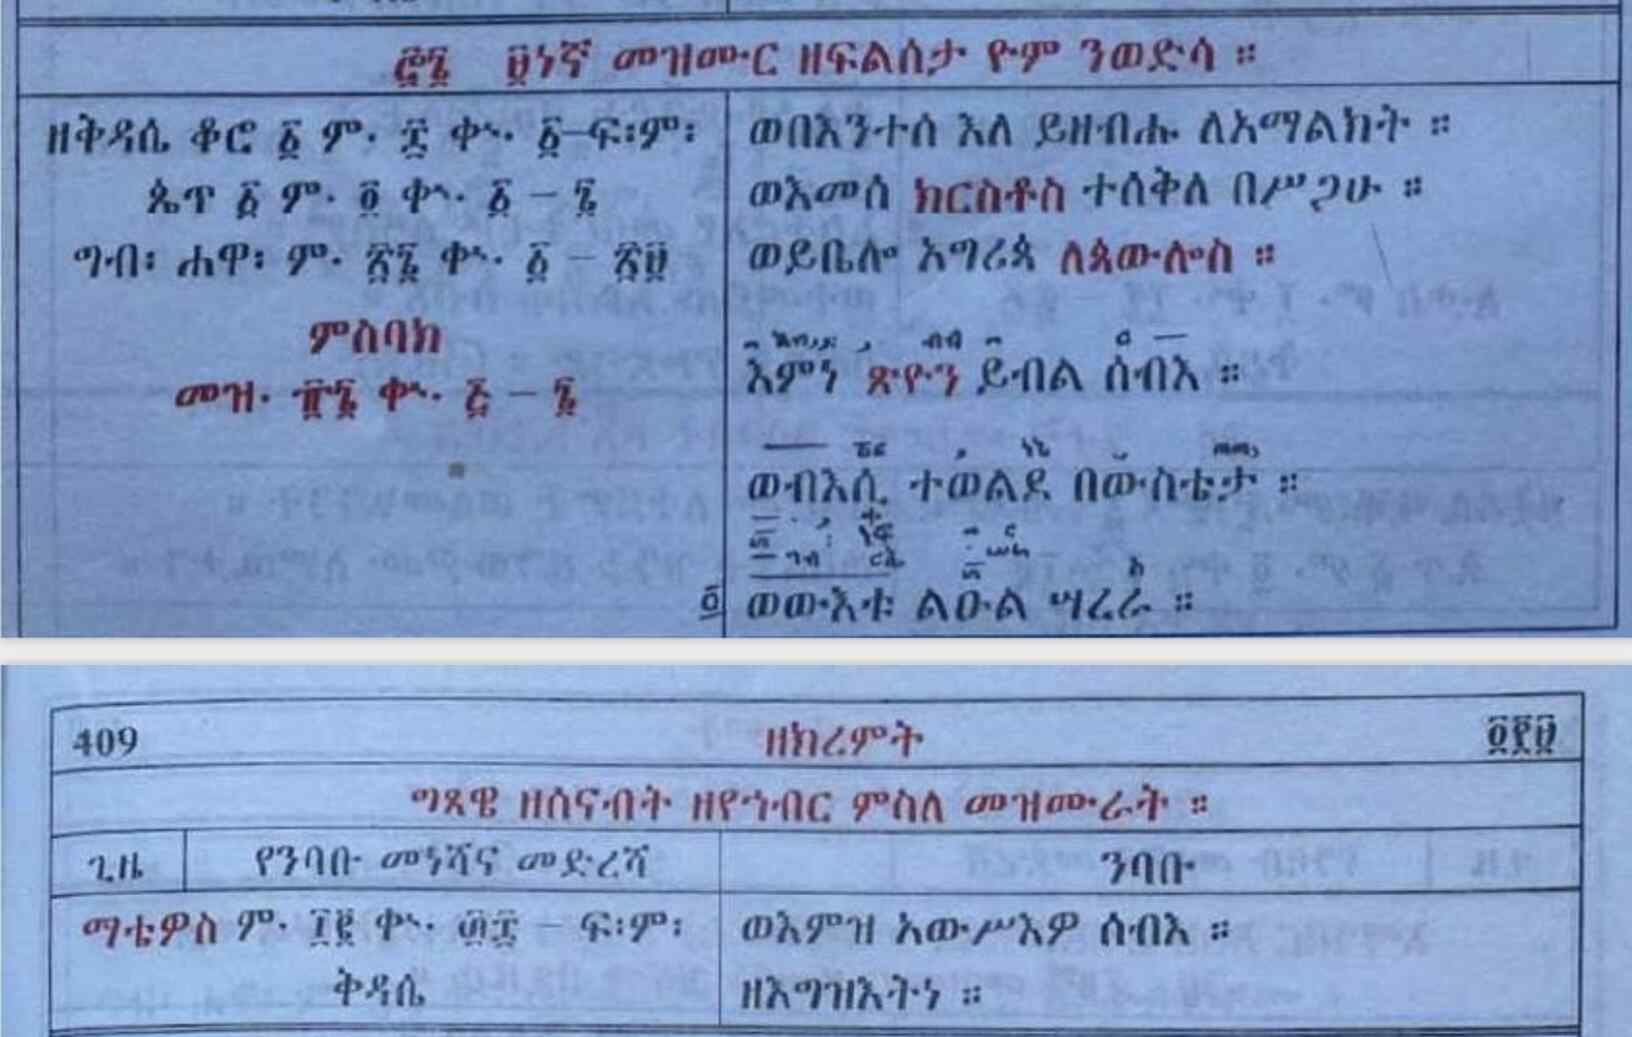 ፸፮ ፱ነኛ መዝሙር ዘፍልሰታ ዮም ንወድሳ ።
ዘቅዳሴ ቆሮ ፩ ም. ፰ ቍ. ፩–ፍ፡ም፡
ጴጥ ፩ ም. ፬ ቍ. ፩ – ፮
ግብ፡ ሐዋ፡ ም. ፳፮ ቍ. ፩ – ፳፱
ምስባክ
መዝ. ፹፮ ቍ. ፭ – ፮
ወበእንተሰ እለ ይዘብሑ ለአማልክት ።
ወእመሰ ክርስቶስ ተሰቅለ በሥጋሁ ።
ወይቤሎ አግሪጳ ለጳውሎስ ።
እምነ ጽዮን ይብል ሰብእ ።
ወብእሲ ተወልደ በውስቴታ ።
፬ ወውእቱ ልዑል ሣረራ ።
409 ዘክረምት ፬፻፱
ግጻዌ ዘሰናብት ዘየኀብር ምስለ መዝሙራት ።
ጊዜ የንባቡ መነሻና መድረሻ ንባቡ
ማቴዎስ ም. ፲፪ ቍ. ፴፰ – ፍ፡ም፡ ወእምዝ አውሥእዎ ሰብእ ።
ቅዳሴ ዘእግዝእትነ ።